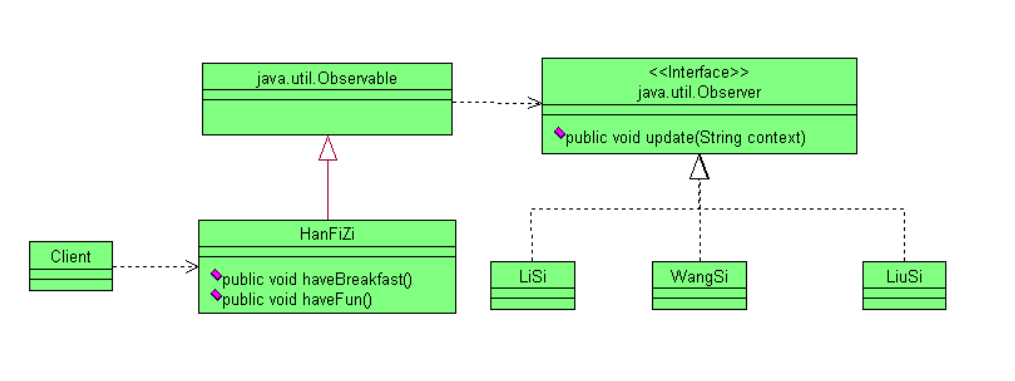 java.util.Observable
<<Interface>>
java.util.Observer
public void update(String context)
HanFiZi
public void haveBreakfast()
public void haveFun()
Client
LiSi
WangSi
LiuSi